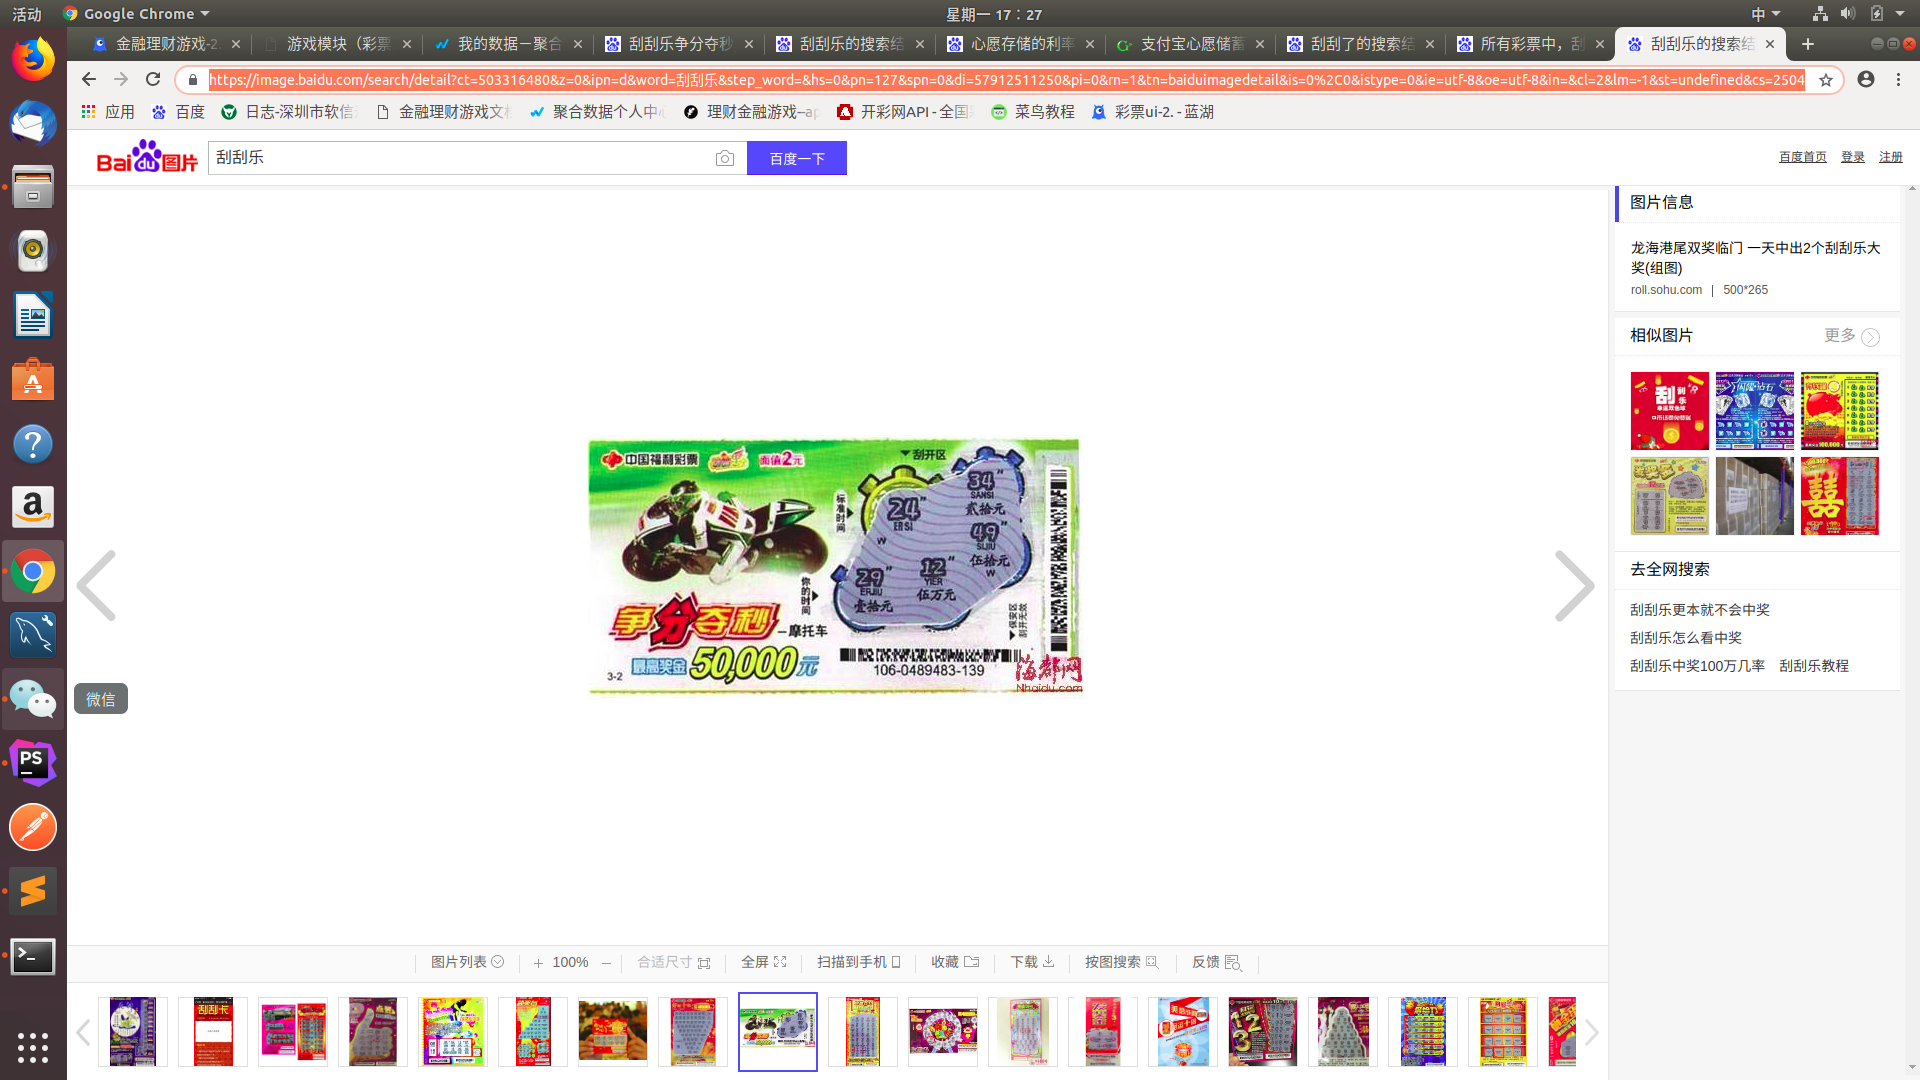 活动
Google Chrome
星期一 17：27
中
金融理财游戏-2.
游戏模块（彩票
我的数据－聚合
刮刮乐争分夺秒
刮刮乐的搜索结
心愿存储的利率
支付宝心愿储蓄
刮刮了的搜索结
所有彩票中，刮
刮刮乐的搜索结
https://image.baidu.com/search/detail?ct=503316480&z=0&ipn=d&word=刮刮乐&step_word=&hs=0&pn=127&spn=0&di=57912511250&pi=0&rn=1&tn=baiduimagedetail&is=0%2C0&istype=0&ie=utf-8&oe=utf-8&in=&cl=2&lm=-1&st=undefined&cs=2504
应用
百度
日志-深圳市软信
金融理财游戏文档
聚合数据个人中心
理财金融游戏--ap
开彩网API - 全国
菜鸟教程
彩票ui-2. - 蓝湖
Bai du 图片
刮刮乐
百度一下
百度首页
登录
注册
图片信息
龙海港尾双奖临门 一天中出2个刮刮乐大
奖(组图)
roll.sohu.com | 500*265
相似图片
更多
去全网搜索
刮刮乐更本就不会中奖
刮刮乐怎么看中奖
刮刮乐中奖100万几率
刮刮乐教程
中国福利彩票
面值2元
刮开区
标准时间
34"
SANSI
贰拾元
24"
ERSI
W
49"
SIJIU
伍拾元
W
12"
YIER
伍万元
29"
ERJIU
壹拾元
你的时间
保安区
刮开无效
争分夺秒
－摩托车
最高奖金50,000元
3-2
106-0489483-139
海都网
Nhaidu.com
微信
图片列表
100%
合适尺寸
全屏
扫描到手机
收藏
下载
按图搜索
反馈
刮刮卡